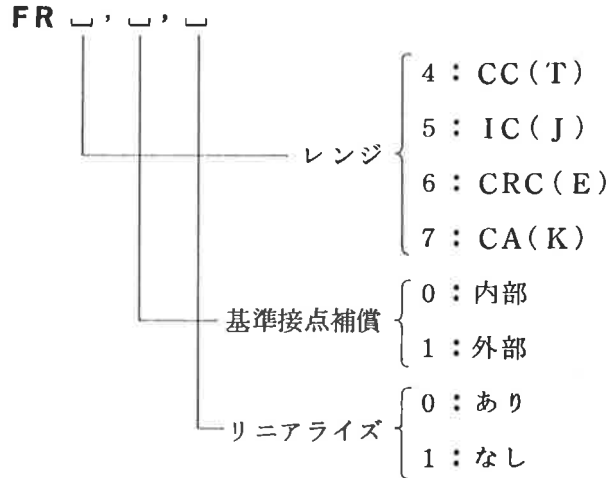 FR ␣, ␣, ␣
4 : CC(T)
5 : IC(J)
レンジ
6 : CRC(E)
7 : CA(K)
0 : 内部
基準接点補償
1 : 外部
0 : あり
リニアライズ
1 : なし